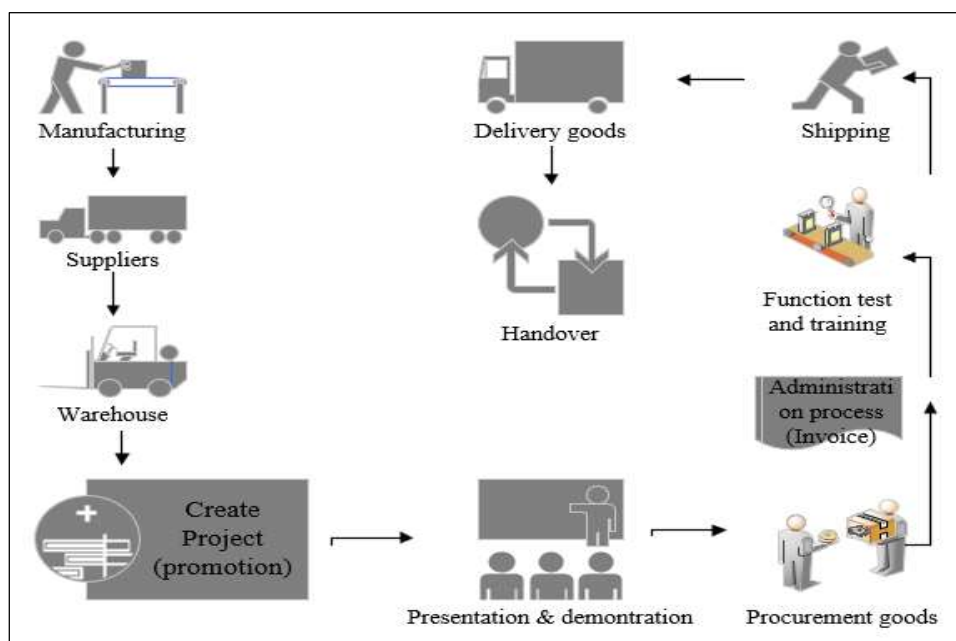 Manufacturing
Suppliers
Warehouse
Create
Project
(promotion)
Presentation & demontration
Procurement goods
Administrati
on process
(Invoice)
Function test
and training
Shipping
Delivery goods
Handover